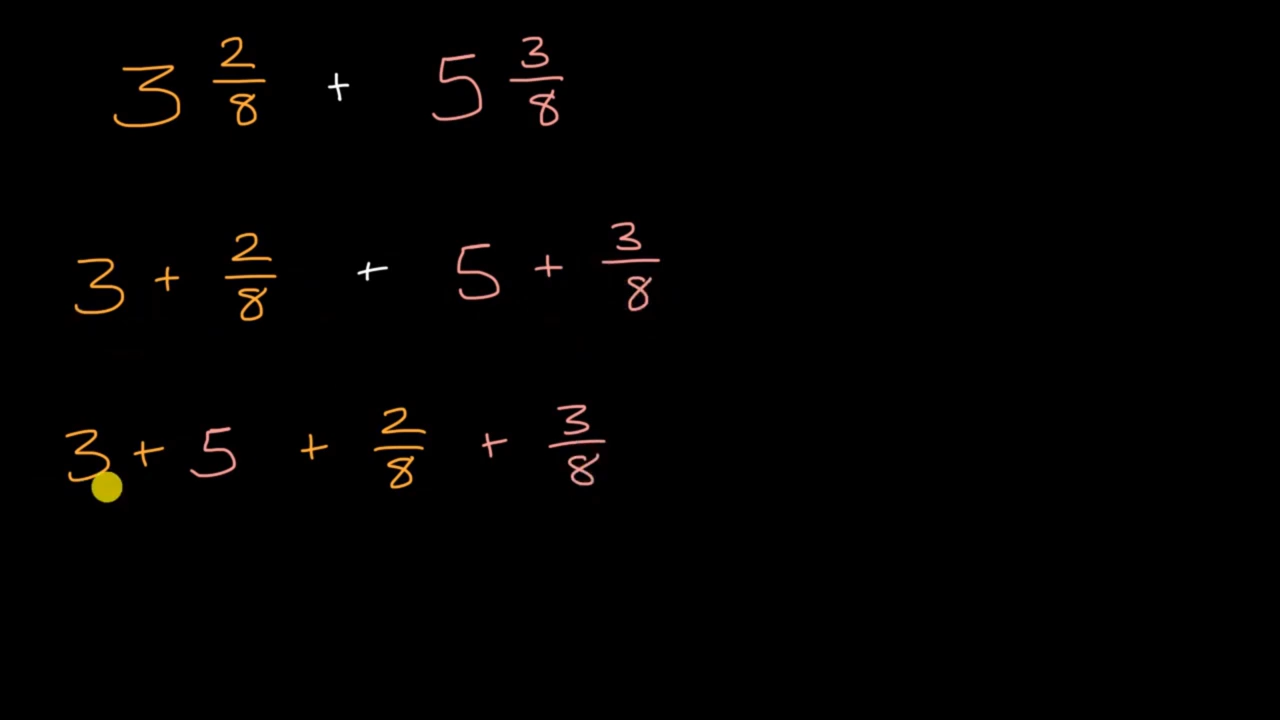 3 2/8 + 5 3/8
3 + 2/8 + 5 + 3/8
3 + 5 + 2/8 + 3/8